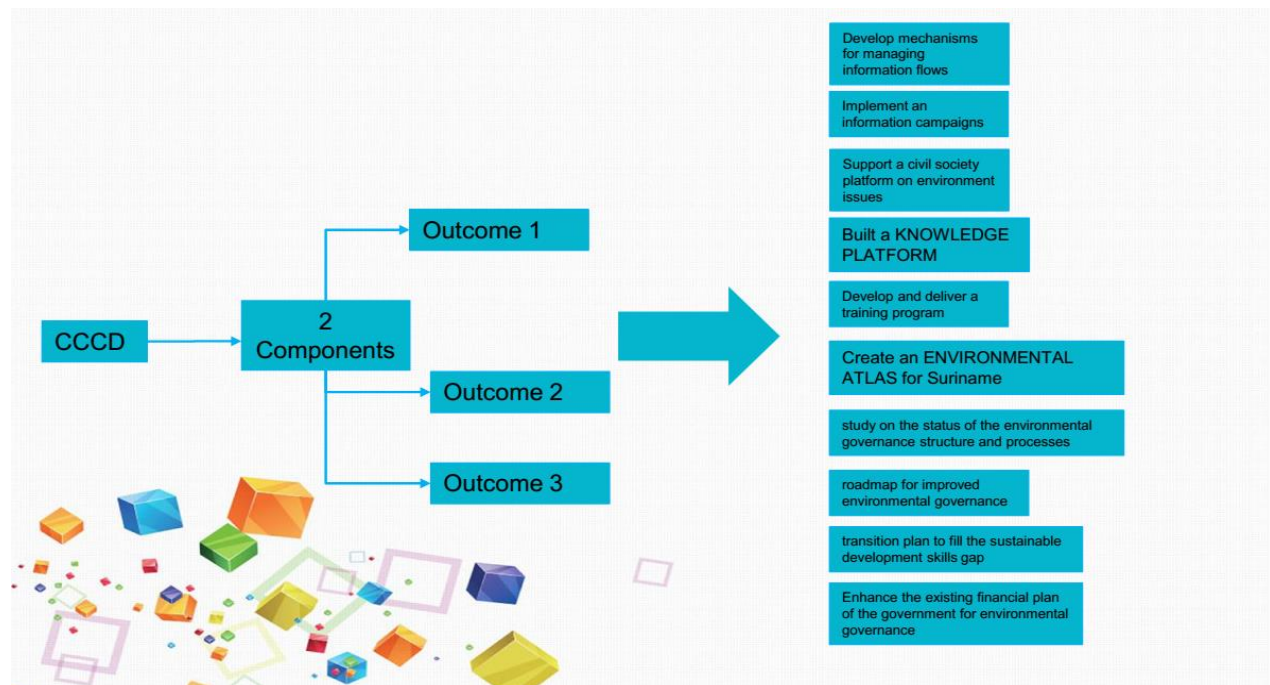 CCCD
2
Components
Outcome 1
Outcome 2
Outcome 3
Develop mechanisms
for managing
information flows
Implement an
information campaigns
Support a civil society
platform on environment
issues
Built a KNOWLEDGE
PLATFORM
Develop and deliver a
training program
Create an ENVIRONMENTAL
ATLAS for Suriname
study on the status of the environmental
governance structure and processes
roadmap for improved
environmental governance
transition plan to fill the sustainable
development skills gap
Enhance the existing financial plan
of the government for environmental
governance